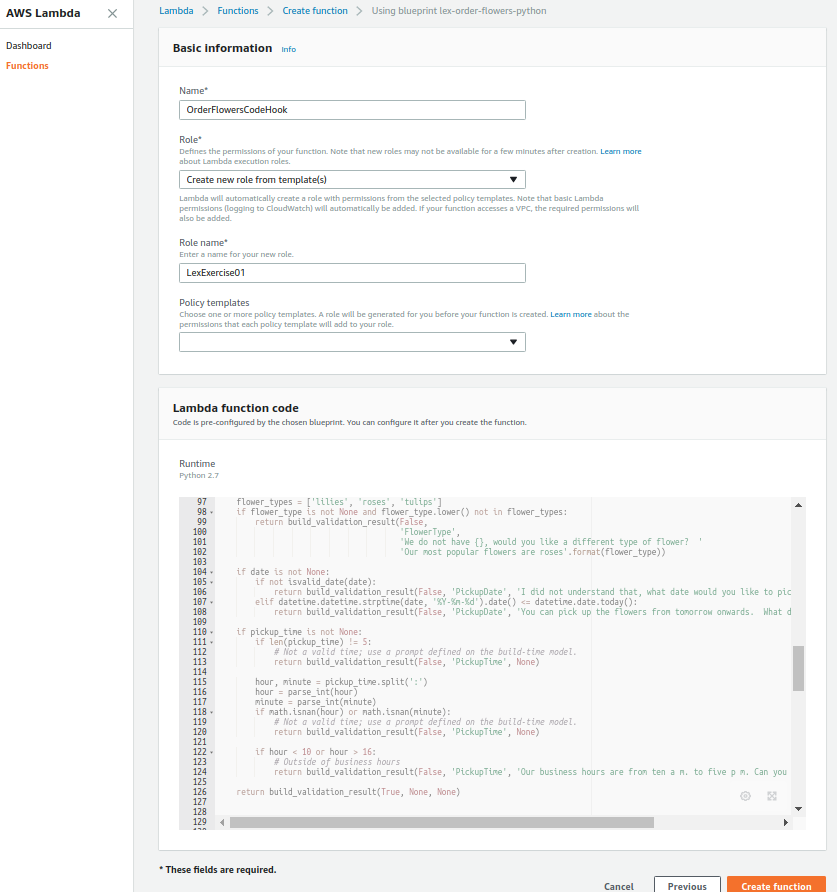 AWS Lambda
Lambda > Functions > Create function > Using blueprint lex-order-flowers-python
Dashboard
Functions
Basic information Info
Name*
OrderFlowersCodeHook
Role*
Defines the permissions of your function. Note that new roles may not be available for a few minutes after creation. Learn more
about Lambda execution roles.
Create new role from template(s)
Lambda will automatically create a role with permissions from the selected policy templates. Note that basic Lambda
permissions (logging to CloudWatch) will automatically be added. If your function accesses a VPC, the required permissions will
also be added.
Role name*
Enter a name for your new role.
LexExercise01
Policy templates
Choose one or more policy templates. A role will be generated for you before your function is created. Learn more about the
permissions that each policy template will add to your role.
Lambda function code
Code is pre-configured by the chosen blueprint. You can configure it after you create the function.
Runtime
Python 2.7
97 flower_types = ['lilies', 'roses', 'tulips']
98 if flower_type is not None and flower_type.lower() not in flower_types:
99 return build_validation_result(False,
100 'FlowerType',
101 'We do not have {}, would you like a different type of flower?  '
102 'Our most popular flowers are roses'.format(flower_type))
103
104 if date is not None:
105 if not isvalid_date(date):
106 return build_validation_result(False, 'PickupDate', 'I did not understand that, what date would you like to pic
107 elif datetime.datetime.strptime(date, '%Y-%m-%d').date() <= datetime.date.today():
108 return build_validation_result(False, 'PickupDate', 'You can pick up the flowers from tomorrow onwards.  What d
109
110 if pickup_time is not None:
111 if len(pickup_time) != 5:
112 # Not a valid time; use a prompt defined on the build-time model.
113 return build_validation_result(False, 'PickupTime', None)
114
115 hour, minute = pickup_time.split(':')
116 hour = parse_int(hour)
117 minute = parse_int(minute)
118 if math.isnan(hour) or math.isnan(minute):
119 # Not a valid time; use a prompt defined on the build-time model.
120 return build_validation_result(False, 'PickupTime', None)
121
122 if hour < 10 or hour > 16:
123 # Outside of business hours
124 return build_validation_result(False, 'PickupTime', 'Our business hours are from ten a m. to five p m. Can you
125
126 return build_validation_result(True, None, None)
127
128
129
* These fields are required.
Cancel Previous Create function